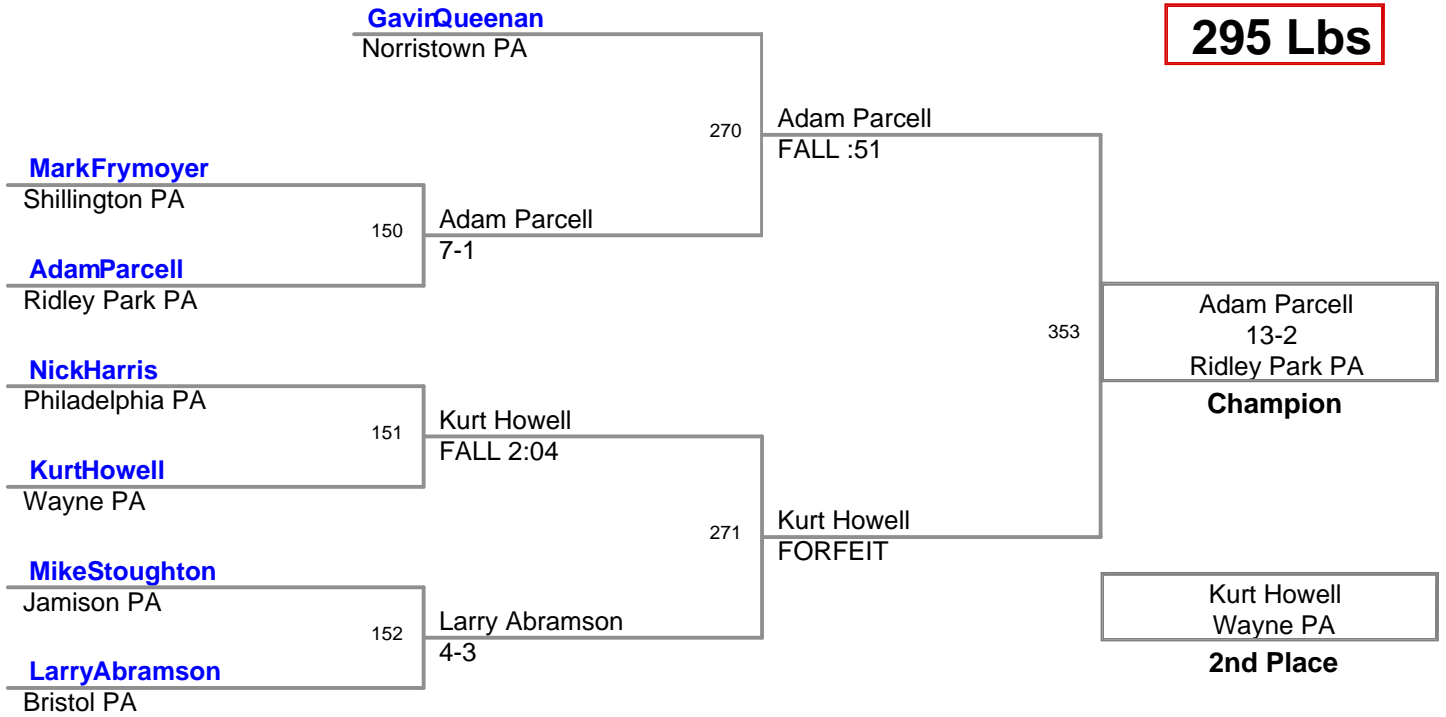 GavinQueenan
Norristown PA
295 Lbs
270
Adam Parcell
FALL :51
MarkFrymoyer
Shillington PA
150
Adam Parcell
7-1
AdamParcell
Ridley Park PA
353
Adam Parcell
13-2
Ridley Park PA
Champion
NickHarris
Philadelphia PA
151
Kurt Howell
FALL 2:04
KurtHowell
Wayne PA
271
Kurt Howell
FORFEIT
MikeStoughton
Jamison PA
152
Larry Abramson
4-3
LarryAbramson
Bristol PA
Kurt Howell
Wayne PA
2nd Place